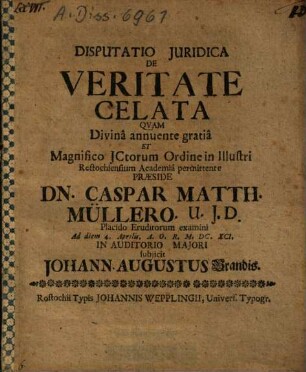 A. Diss. 6961
DISPUTATIO JURIDICA
DE
VERITATE
CELATA
QVAM
Divinâ annuente gratiâ
ET
Magnifico JCtorum Ordine in Illustri
Rostochiensium Academiâ permittente
PRÆSIDE
DN. CASPAR MATTH.
MÜLLERO. U. J. D.
Placido Eruditorum examini
Ad diem 4. Aprilis, A. O. R. M. DC. XCI.
IN AUDITORIO MAJORI
subjicit
JOHANN. AUGUSTUS Brandis.
Rostochii Typis JOHANNIS WEPPLINGII, Univers. Typogr.